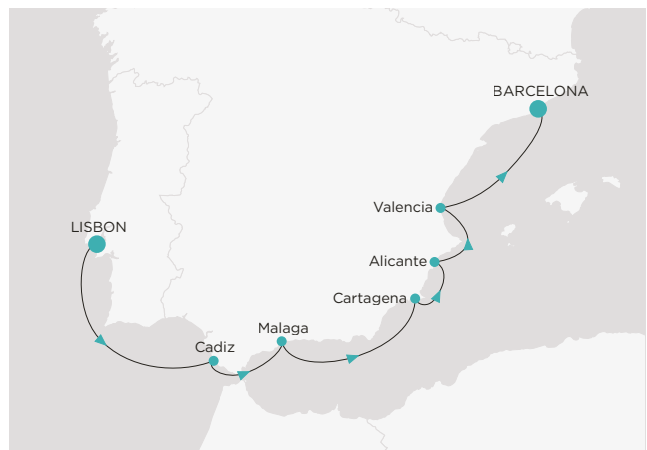 BARCELONA
Valencia
LISBON
Alicante
Cartagena
Malaga
Cadiz